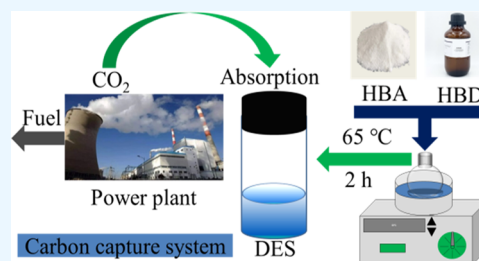 CO2
Absorption
Fuel
Power plant
Carbon capture system
DES
HBA
HBD
65 ℃
2 h